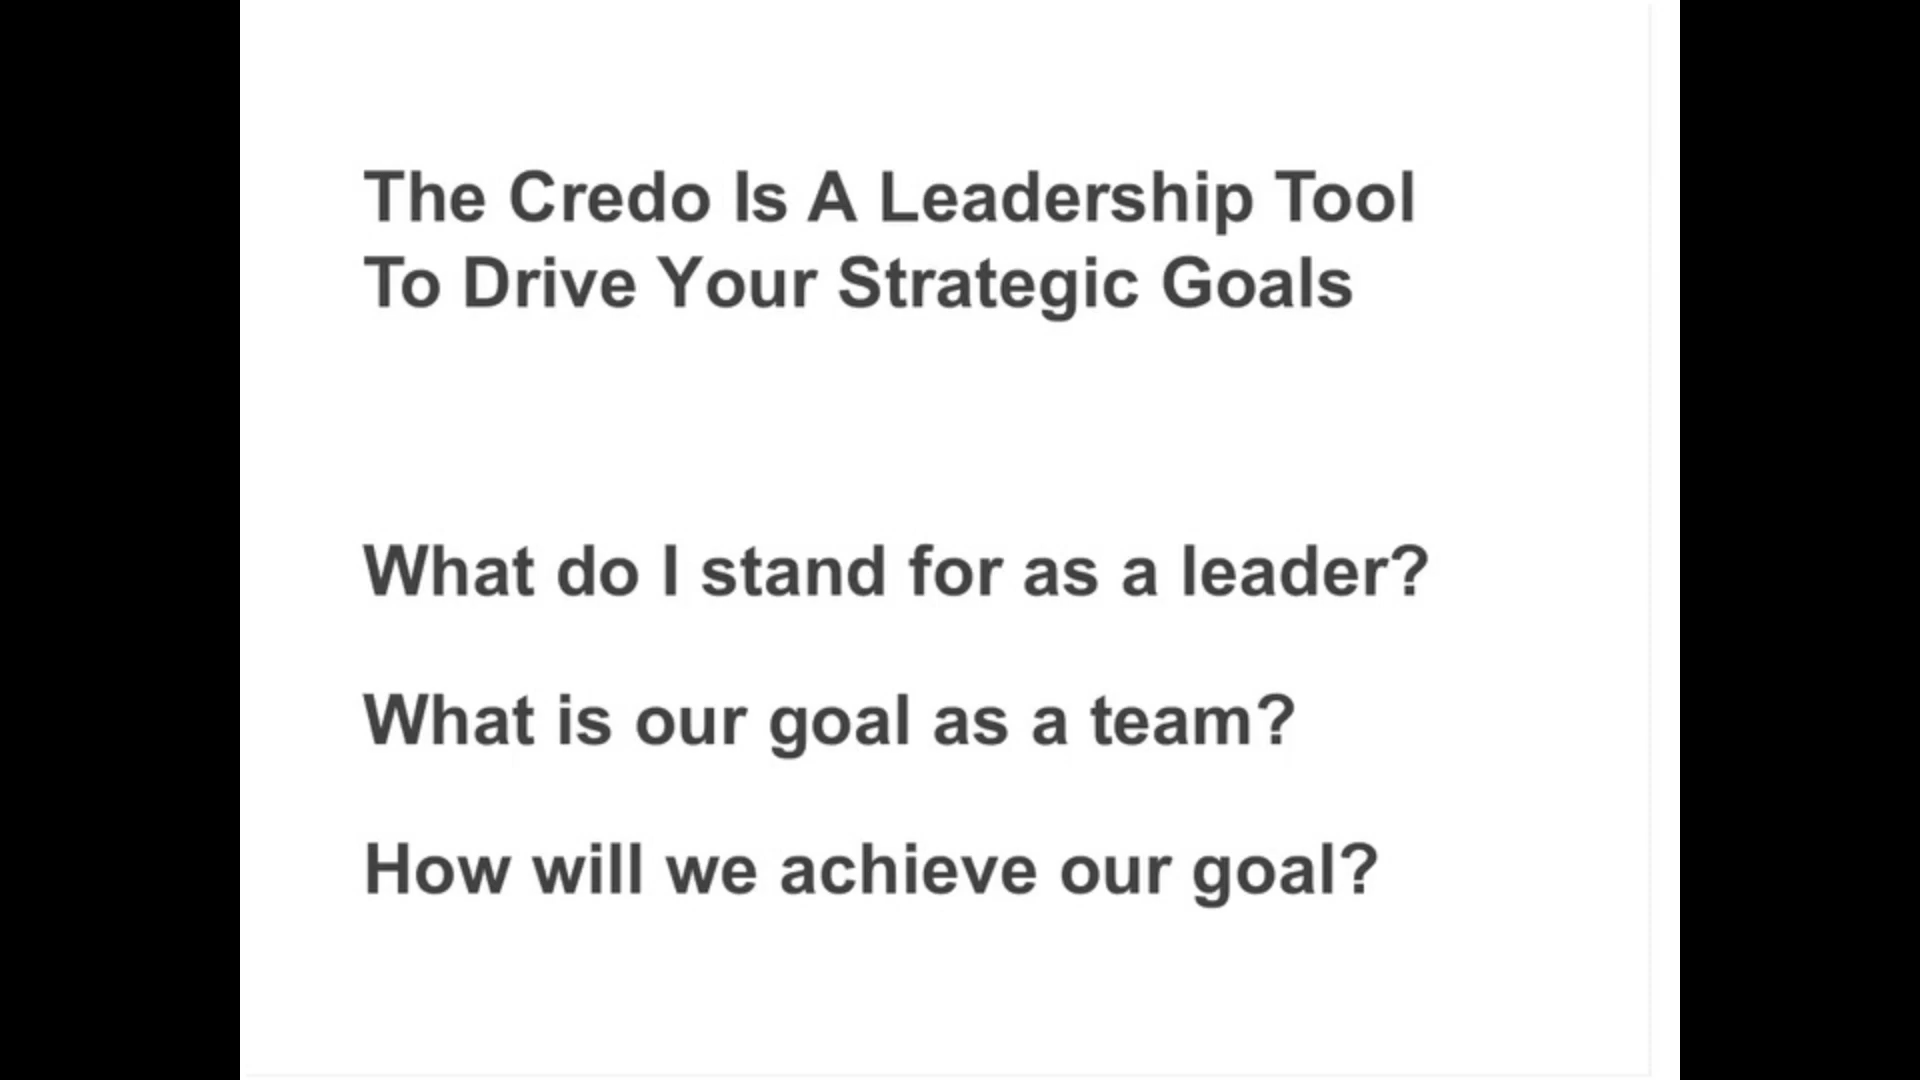 The Credo Is A Leadership Tool
To Drive Your Strategic Goals
What do I stand for as a leader?
What is our goal as a team?
How will we achieve our goal?